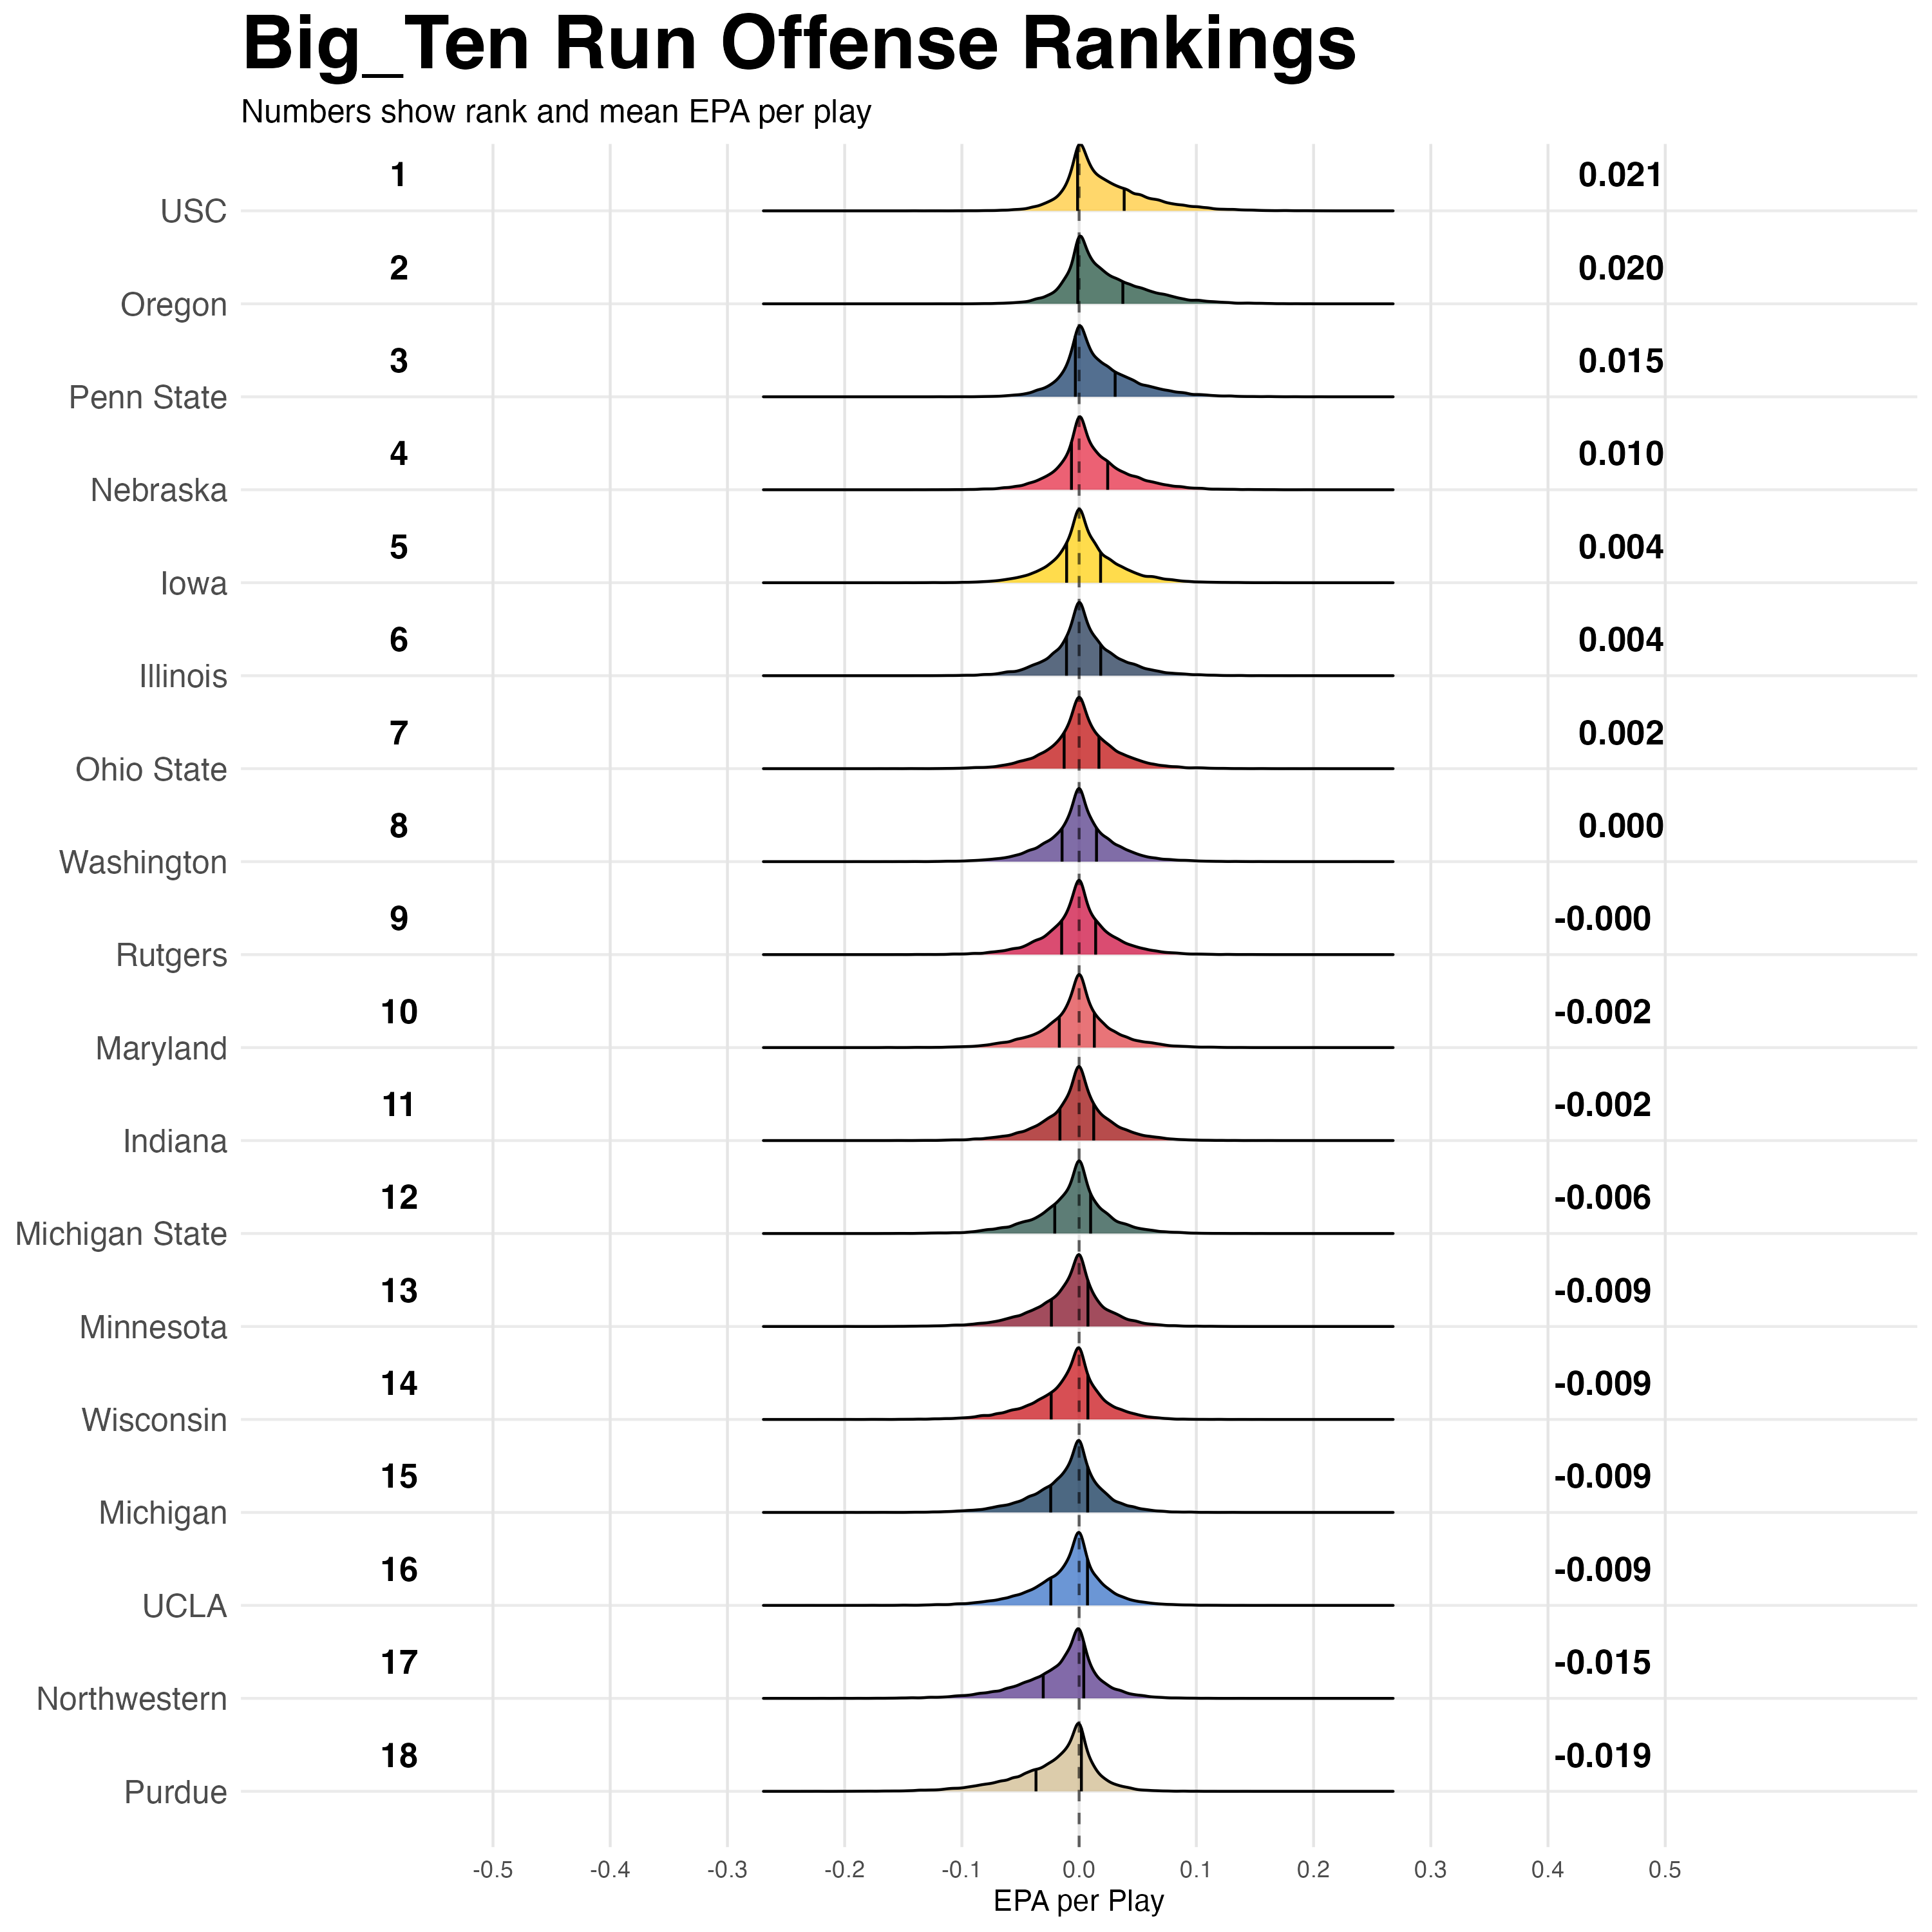 Big_Ten Run Offense Rankings
Numbers show rank and mean EPA per play
1 0.021
USC
2 0.020
Oregon
3 0.015
Penn State
4 0.010
Nebraska
5 0.004
Iowa
6 0.004
Illinois
7 0.002
Ohio State
8 0.000
Washington
9 -0.000
Rutgers
10 -0.002
Maryland
11 -0.002
Indiana
12 -0.006
Michigan State
13 -0.009
Minnesota
14 -0.009
Wisconsin
15 -0.009
Michigan
16 -0.009
UCLA
17 -0.015
Northwestern
18 -0.019
Purdue
-0.5 -0.4 -0.3 -0.2 -0.1 0.0 0.1 0.2 0.3 0.4 0.5
EPA per Play